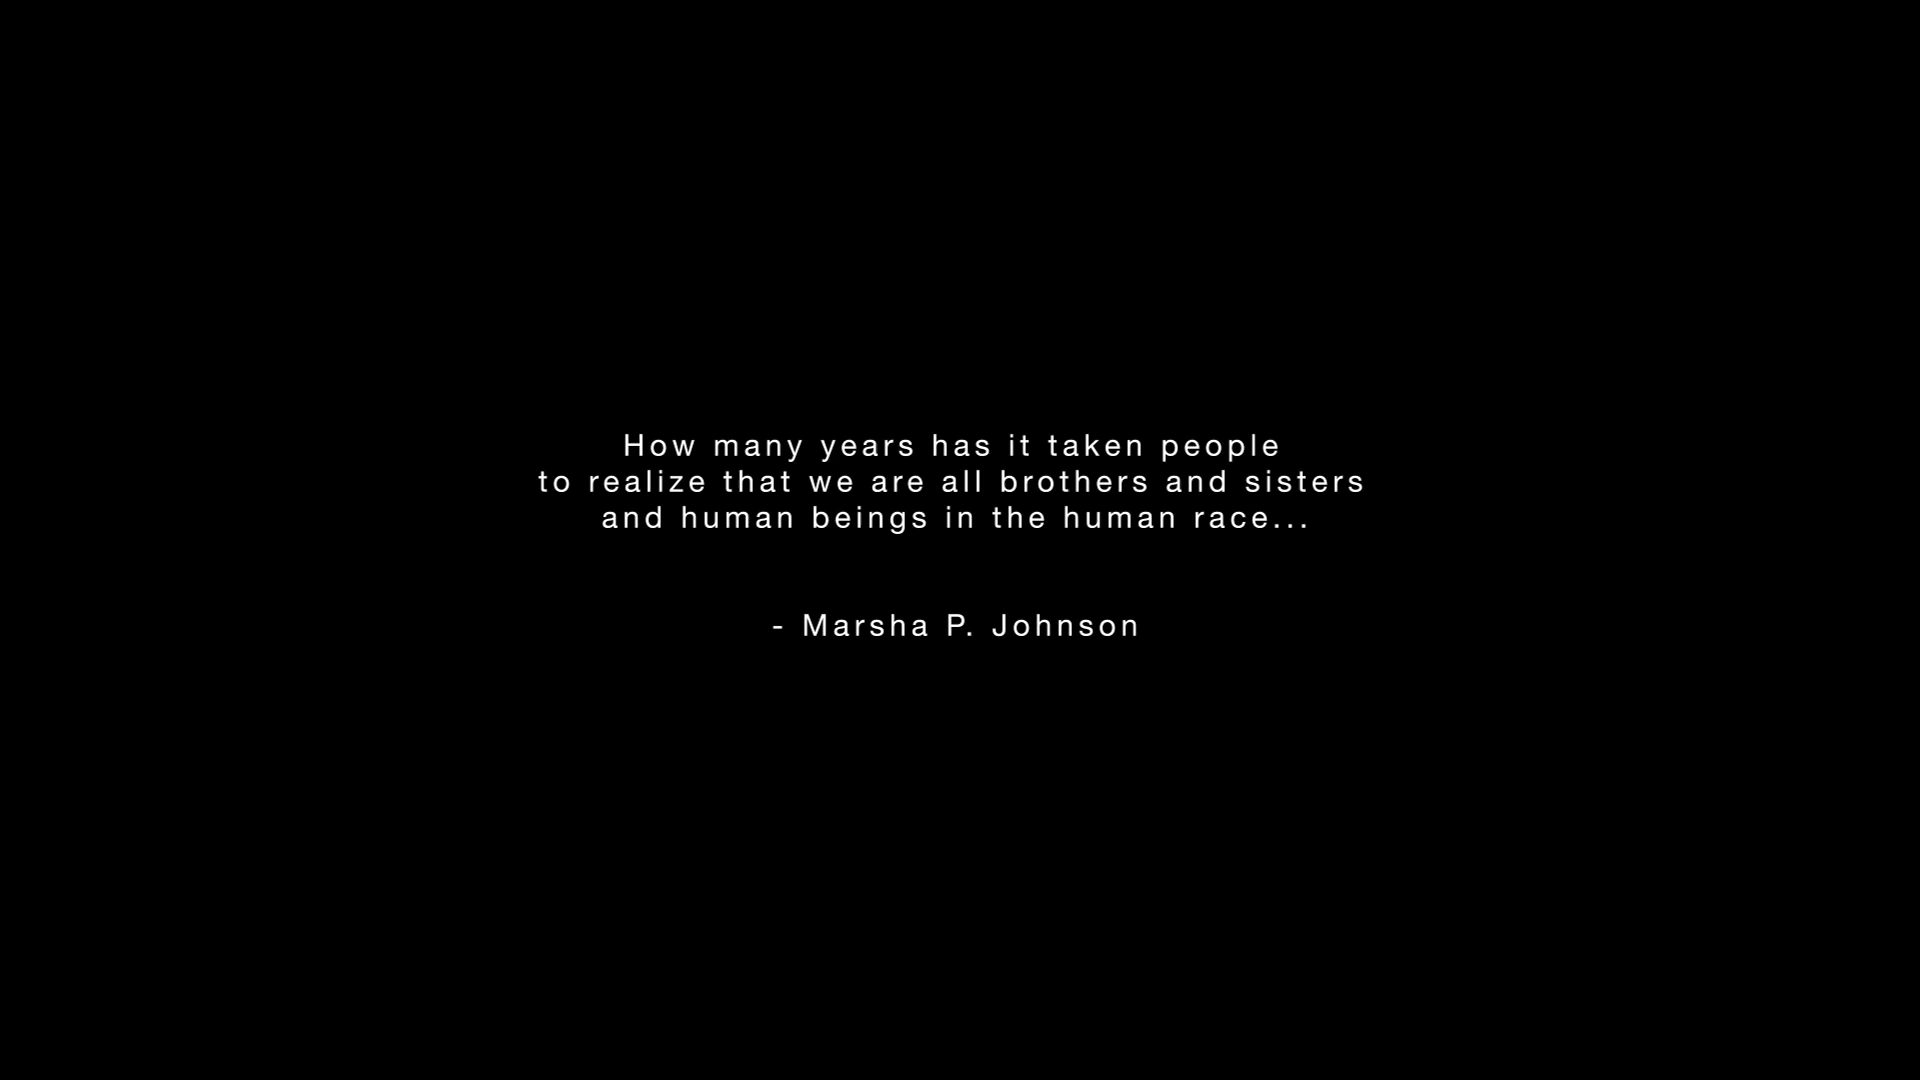 How many years has it taken people
to realize that we are all brothers and sisters
and human beings in the human race...
- Marsha P. Johnson